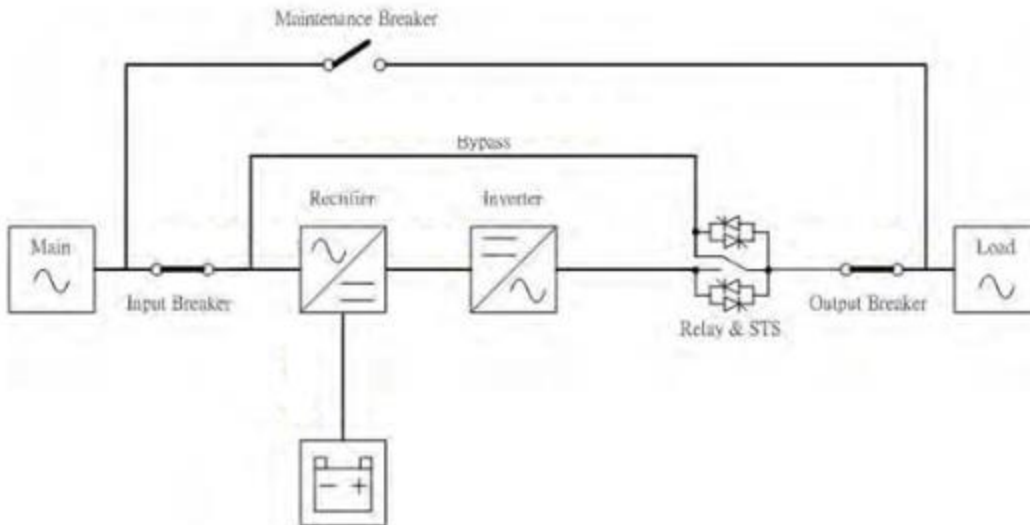 Maintenance Breaker
Bypass
Rectifier
Inverter
Main
Load
Input Breaker
Output Breaker
Relay & STS